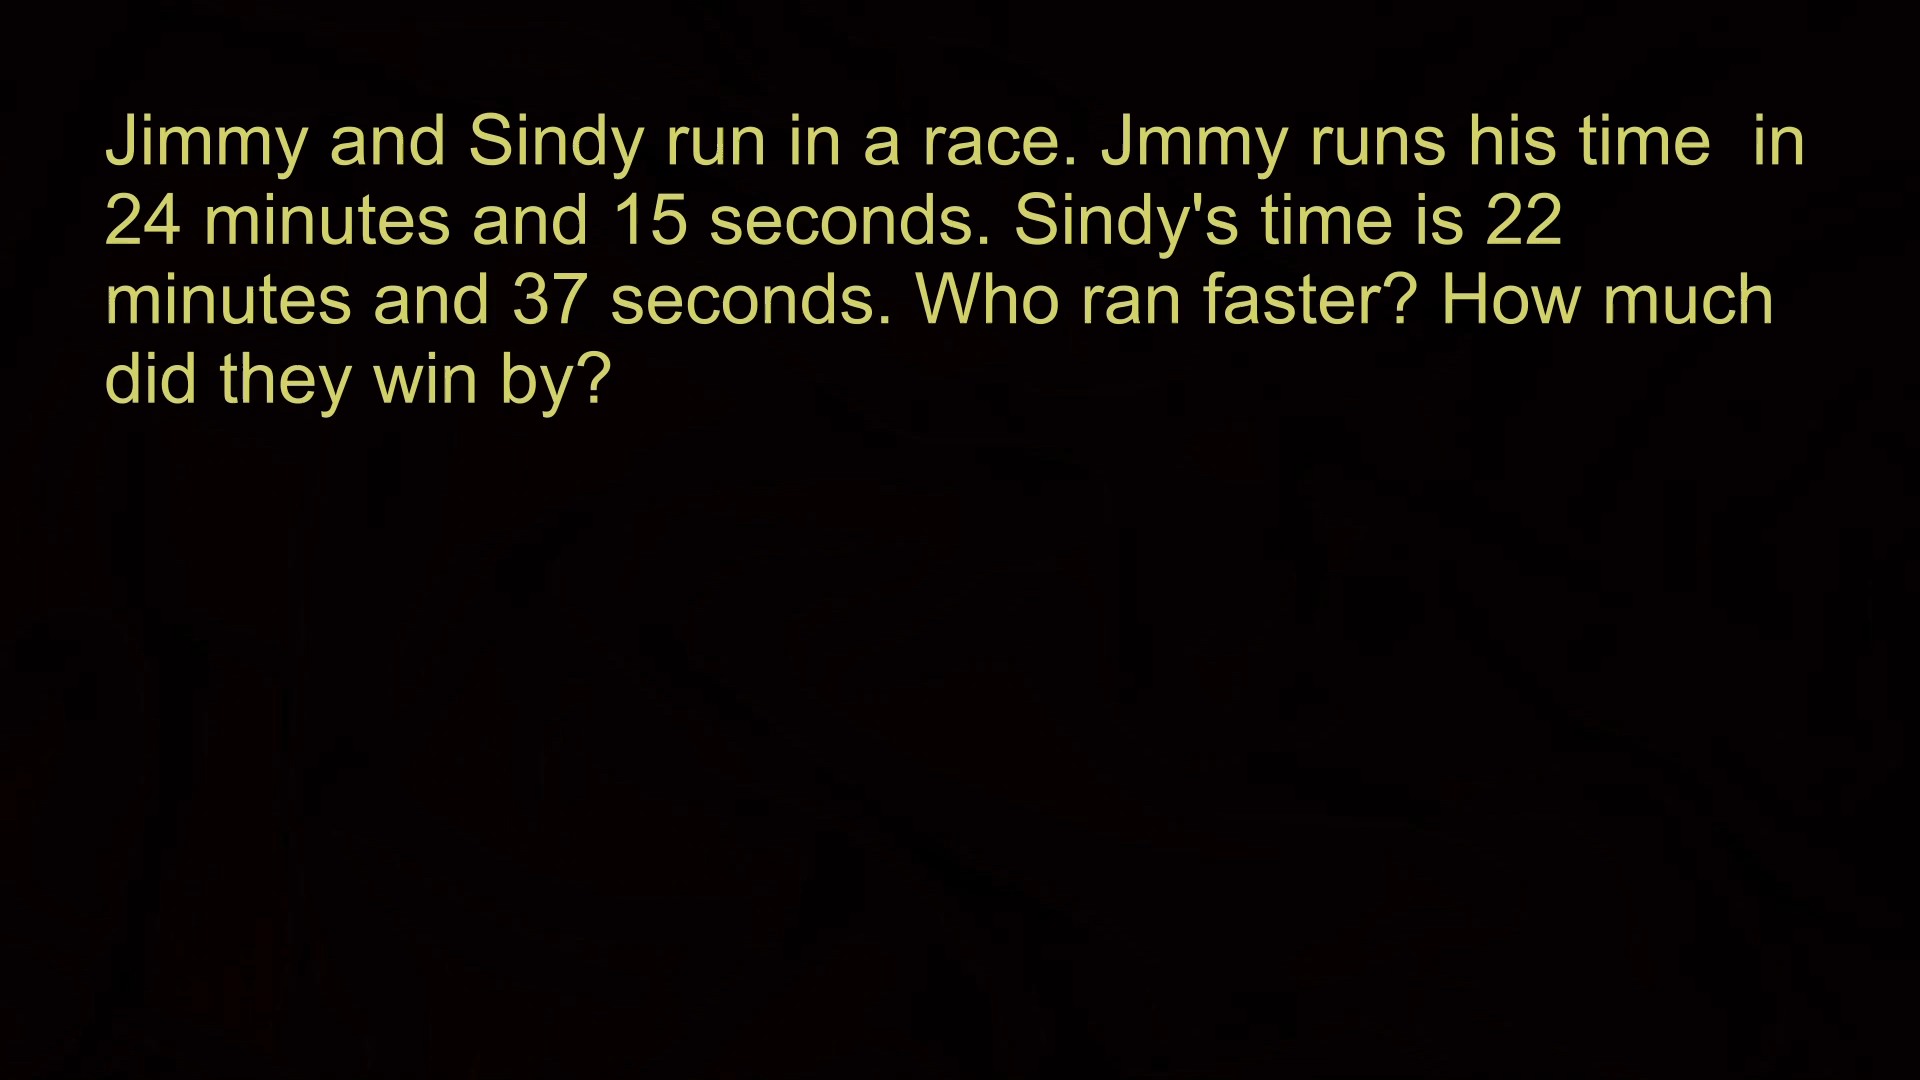 Jimmy and Sindy run in a race. Jmmy runs his time  in
24 minutes and 15 seconds. Sindy's time is 22
minutes and 37 seconds. Who ran faster? How much
did they win by?